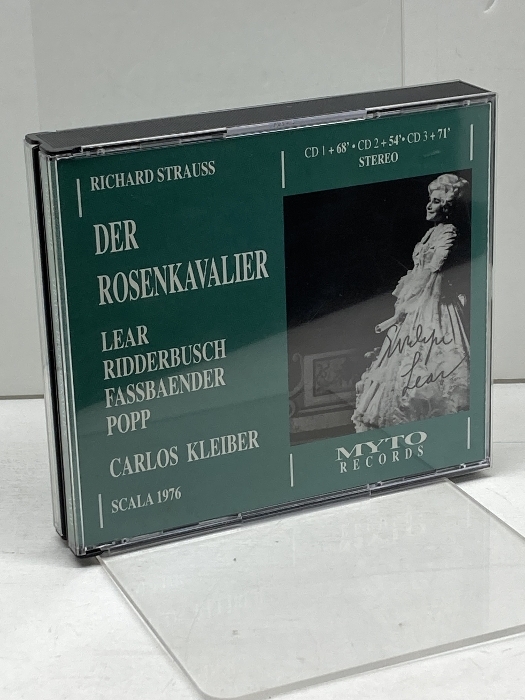 RICHARD STRAUSS
DER
ROSENKAVALIER
LEAR
RIDDERBUSCH
FASSBAENDER
POPP
CARLOS KLEIBER
SCALA 1976
CD 1 + 68' • CD 2 + 54' • CD 3 + 71'
STEREO
Evelyn
Lear
MYTO
RECORDS